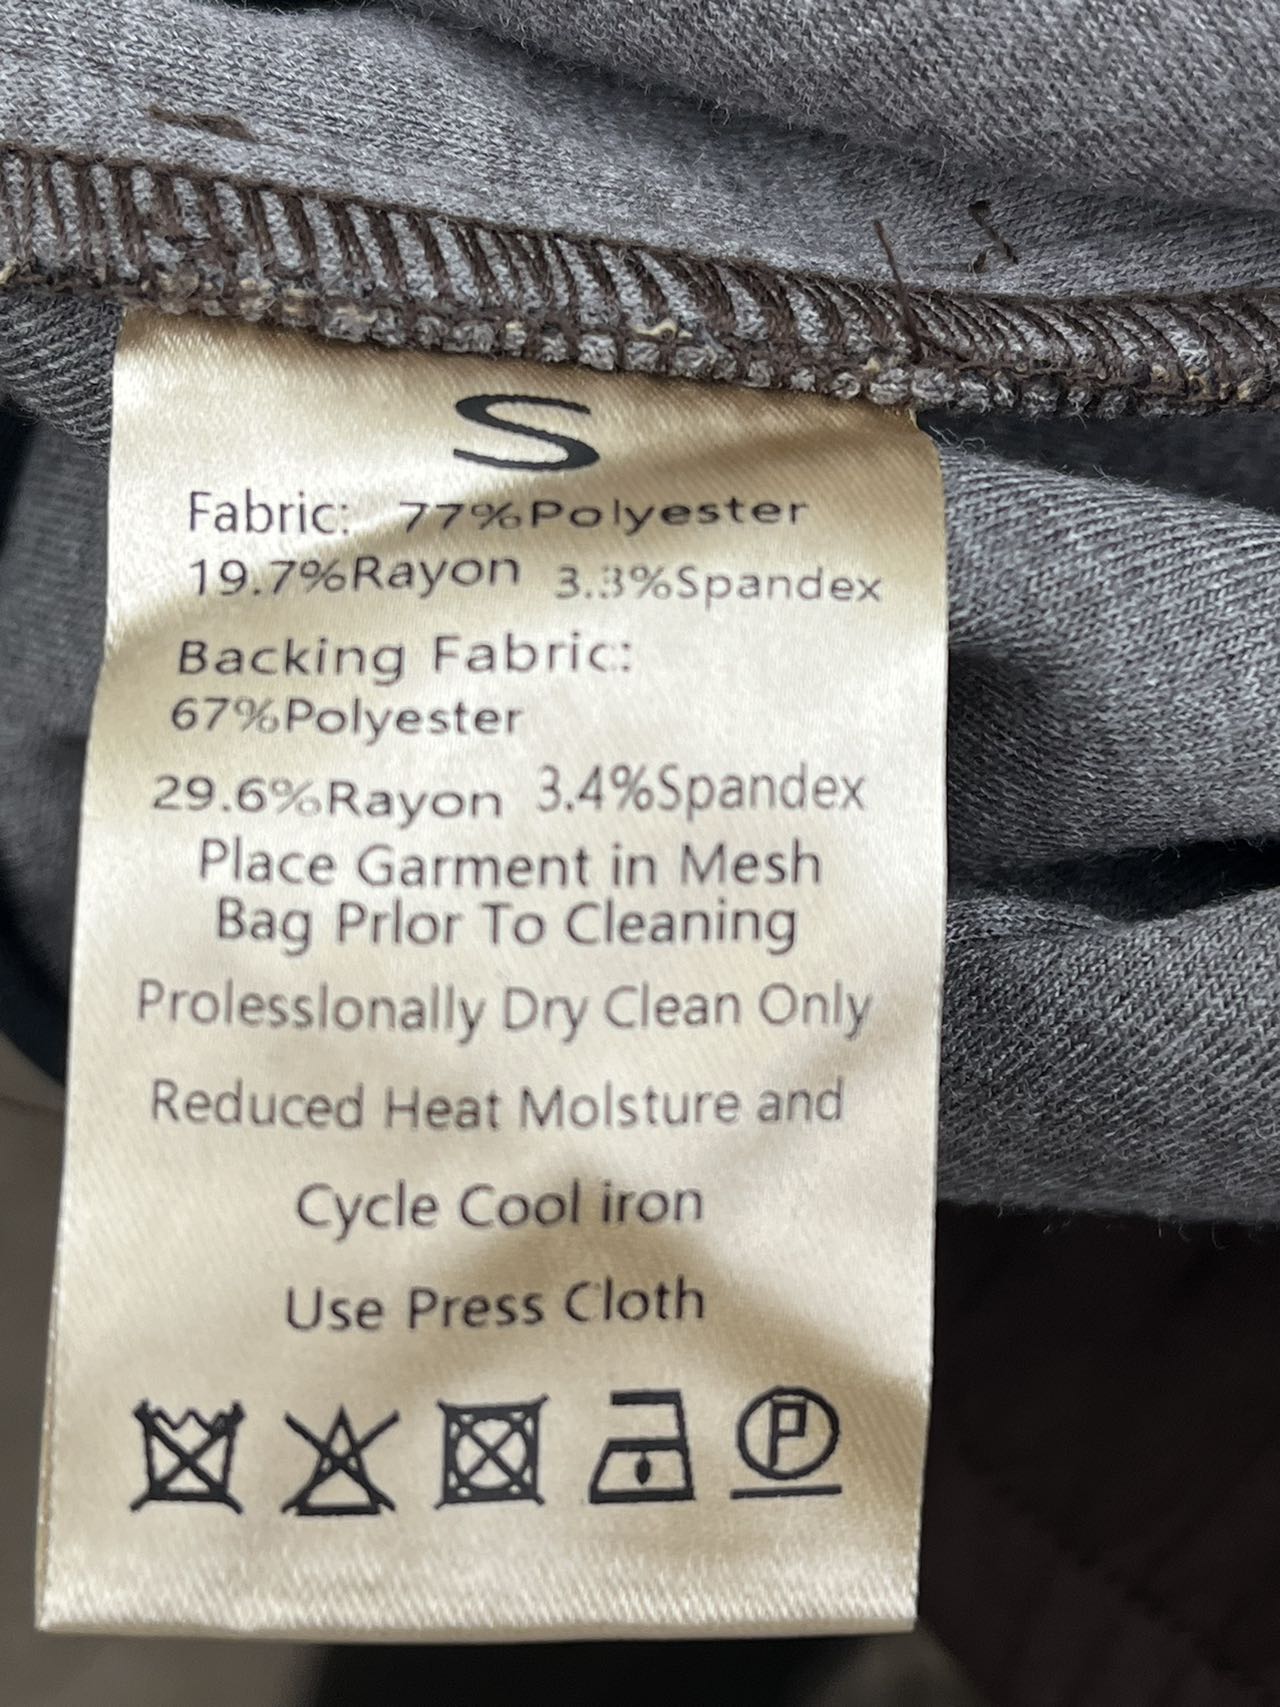 S
Fabric: 77%Polyester
19.7%Rayon 3.3%Spandex
Backing Fabric:
67%Polyester
29.6%Rayon 3.4%Spandex
Place Garment in Mesh
Bag Prlor To Cleaning
Prolesslonally Dry Clean Only
Reduced Heat Molsture and
Cycle Cool iron
Use Press Cloth
P